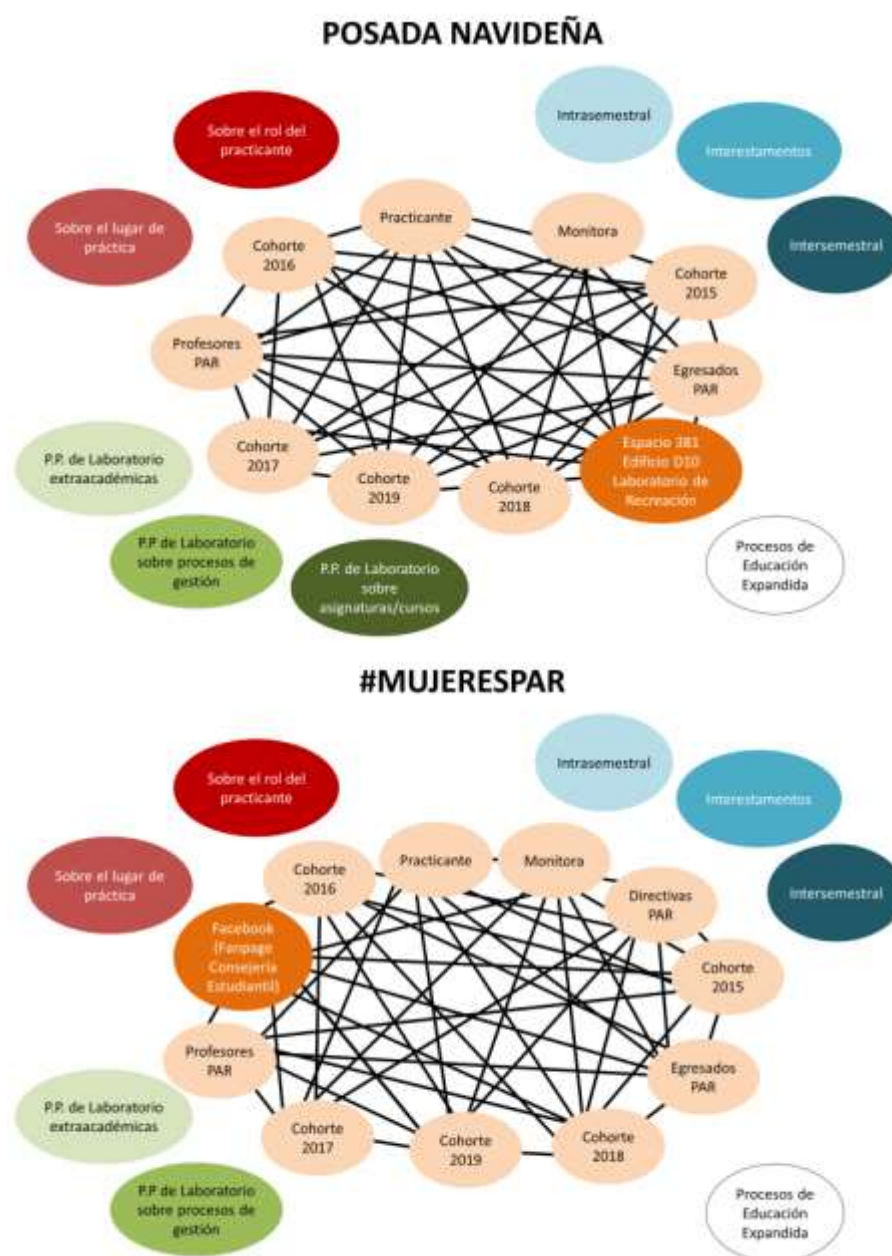 POSADA NAVIDEÑA
Sobre el rol del
practicante
Intrasemestral
Interestamentos
Sobre el lugar de
práctica
Intersemestral
Practicante
Monitora
Cohorte
2016
Cohorte
2015
Profesores
PAR
Egresados
PAR
P.P. de Laboratorio
extraacadémicas
Cohorte
2017
Cohorte
2019
Cohorte
2018
Espacio 381
Edificio D10
Laboratorio de
Recreación
P.P de Laboratorio
sobre procesos de
gestión
P.P. de Laboratorio
sobre
asignaturas/cursos
Procesos de
Educación
Expandida
#MUJERESPAR
Sobre el rol del
practicante
Intrasemestral
Interestamentos
Sobre el lugar de
práctica
Intersemestral
Cohorte
2016
Practicante
Monitora
Directivas
PAR
Facebook
(Fanpage
Consejería
Estudiantil)
Cohorte
2015
Profesores
PAR
Egresados
PAR
P.P. de Laboratorio
extraacadémicas
Cohorte
2017
Cohorte
2019
Cohorte
2018
P.P de Laboratorio
sobre procesos de
gestión
Procesos de
Educación
Expandida